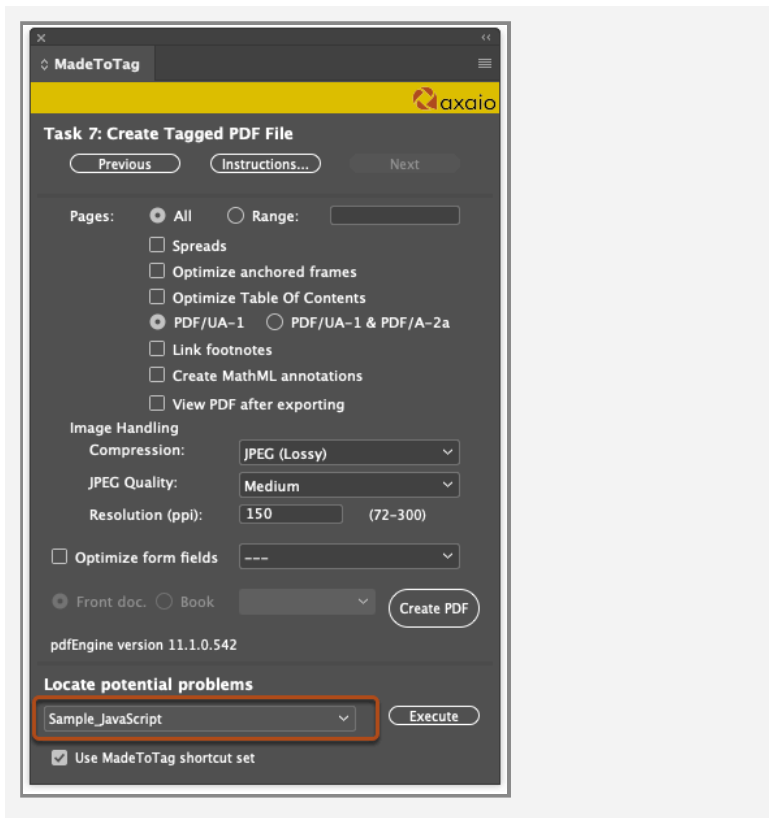 MadeToTag
axaio
Task 7: Create Tagged PDF File
Previous Instructions... Next
Pages: All Range:
Spreads
Optimize anchored frames
Optimize Table Of Contents
PDF/UA-1 PDF/UA-1 & PDF/A-2a
Link footnotes
Create MathML annotations
View PDF after exporting
Image Handling
Compression: JPEG (Lossy)
JPEG Quality: Medium
Resolution (ppi): 150 (72-300)
Optimize form fields ---
Front doc. Book Create PDF
pdfEngine version 11.1.0.542
Locate potential problems
Sample_JavaScript Execute
Use MadeToTag shortcut set